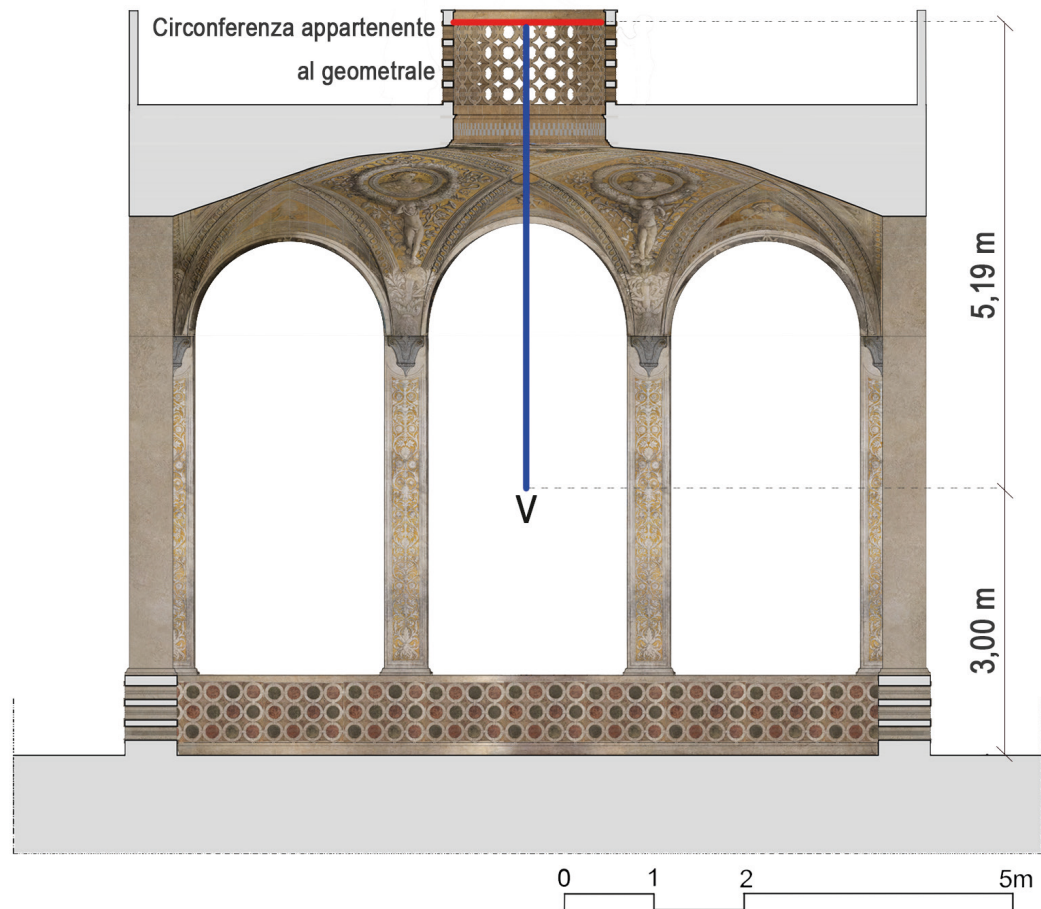 Circonferenza appartenente
al geometrale
5,19 m
V
3,00 m
0 1 2 5m